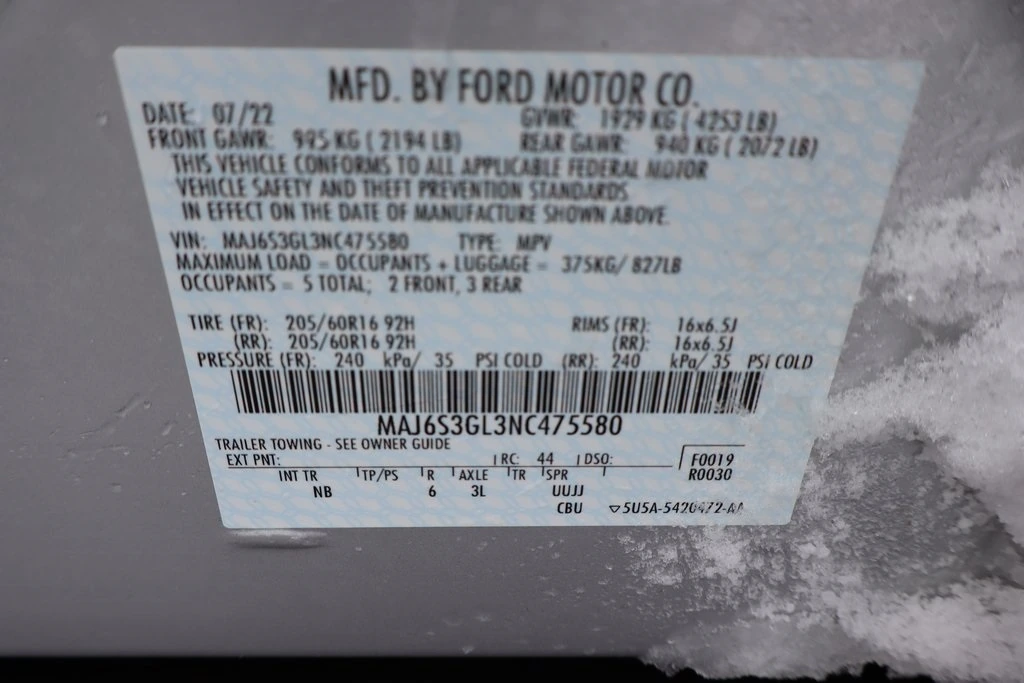 MFD. BY FORD MOTOR CO.
DATE: 07/22 GVWR: 1929 KG ( 4253 LB)
FRONT GAWR: 995 KG ( 2194 LB) REAR GAWR: 940 KG ( 2072 LB)
THIS VEHICLE CONFORMS TO ALL APPLICABLE FEDERAL MOTOR
VEHICLE SAFETY AND THEFT PREVENTION STANDARDS
IN EFFECT ON THE DATE OF MANUFACTURE SHOWN ABOVE.
VIN: MAJ6S3GL3NC475580 TYPE: MPV
MAXIMUM LOAD = OCCUPANTS + LUGGAGE = 375KG/ 827LB
OCCUPANTS = 5 TOTAL; 2 FRONT, 3 REAR
TIRE (FR): 205/60R16 92H RIMS (FR): 16x6.5J
(RR): 205/60R16 92H (RR): 16x6.5J
PRESSURE (FR): 240 kPa/ 35 PSI COLD (RR): 240 kPa/ 35 PSI COLD
MAJ6S3GL3NC475580
TRAILER TOWING - SEE OWNER GUIDE
EXT PNT: RC: 44 DSO: F0019
R0030
INT TR TP/PS R AXLE TR SPR
NB 6 3L UUJJ
CBU ▽5U5A-5420472-AA